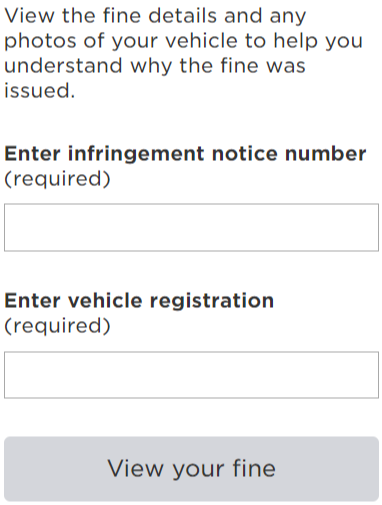 View the fine details and any
photos of your vehicle to help you
understand why the fine was
issued.
Enter infringement notice number
(required)
Enter vehicle registration
(required)
View your fine